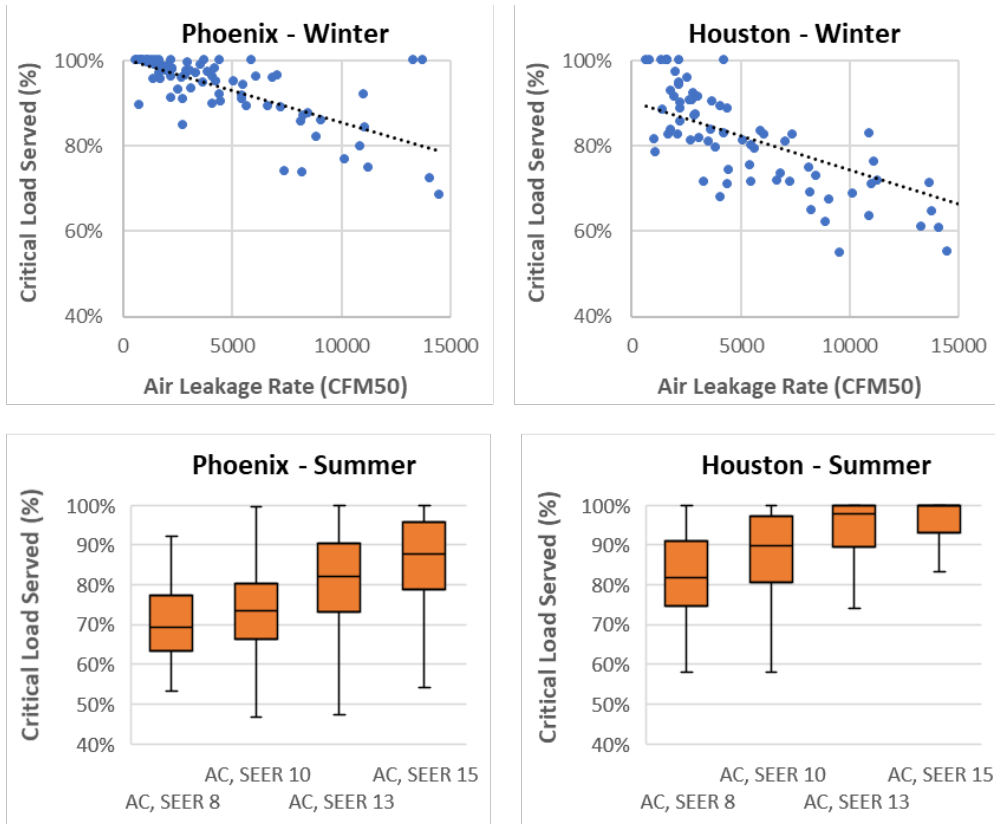 Phoenix - Winter
Critical Load Served (%)
100%
80%
60%
40%
0 5000 10000 15000
Air Leakage Rate (CFM50)
Houston - Winter
Critical Load Served (%)
100%
80%
60%
40%
0 5000 10000 15000
Air Leakage Rate (CFM50)
Phoenix - Summer
Critical Load Served (%)
100%
90%
80%
70%
60%
50%
40%
AC, SEER 10 AC, SEER 15
AC, SEER 8 AC, SEER 13
Houston - Summer
Critical Load Served (%)
100%
90%
80%
70%
60%
50%
40%
AC, SEER 10 AC, SEER 15
AC, SEER 8 AC, SEER 13